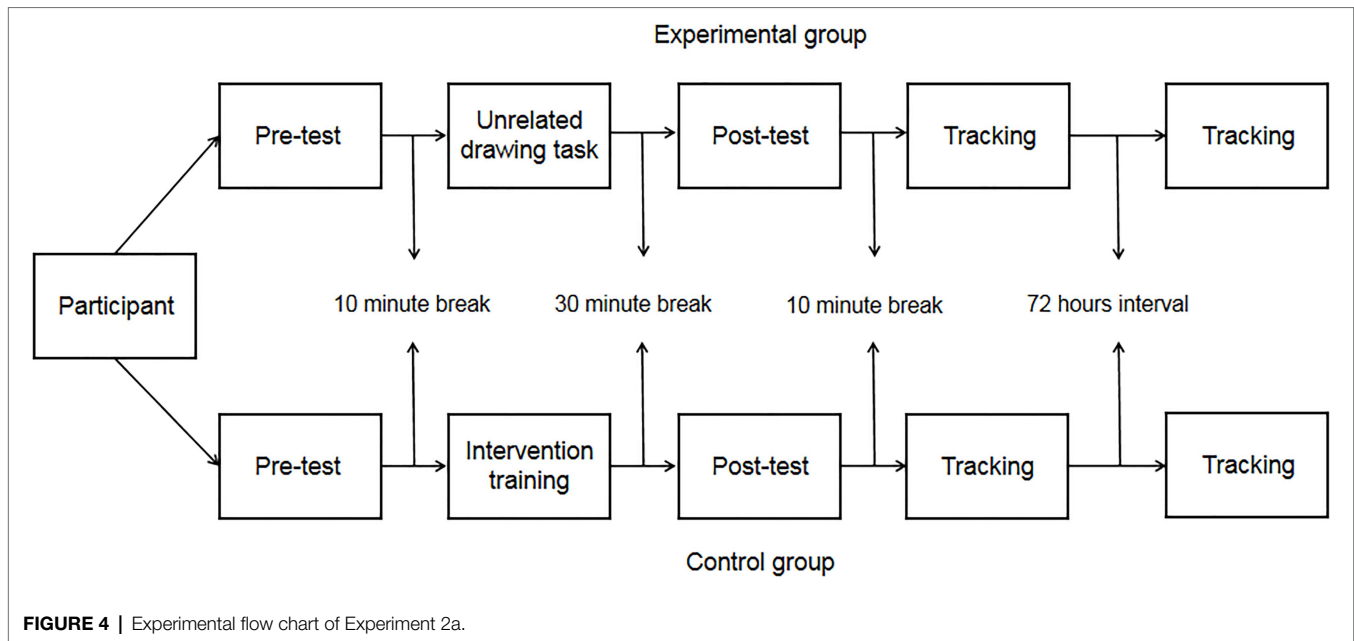 Experimental group
Pre-test
Unrelated
drawing task
Post-test
Tracking
Tracking
Participant
10 minute break
30 minute break
10 minute break
72 hours interval
Pre-test
Intervention
training
Post-test
Tracking
Tracking
Control group
FIGURE 4 | Experimental flow chart of Experiment 2a.